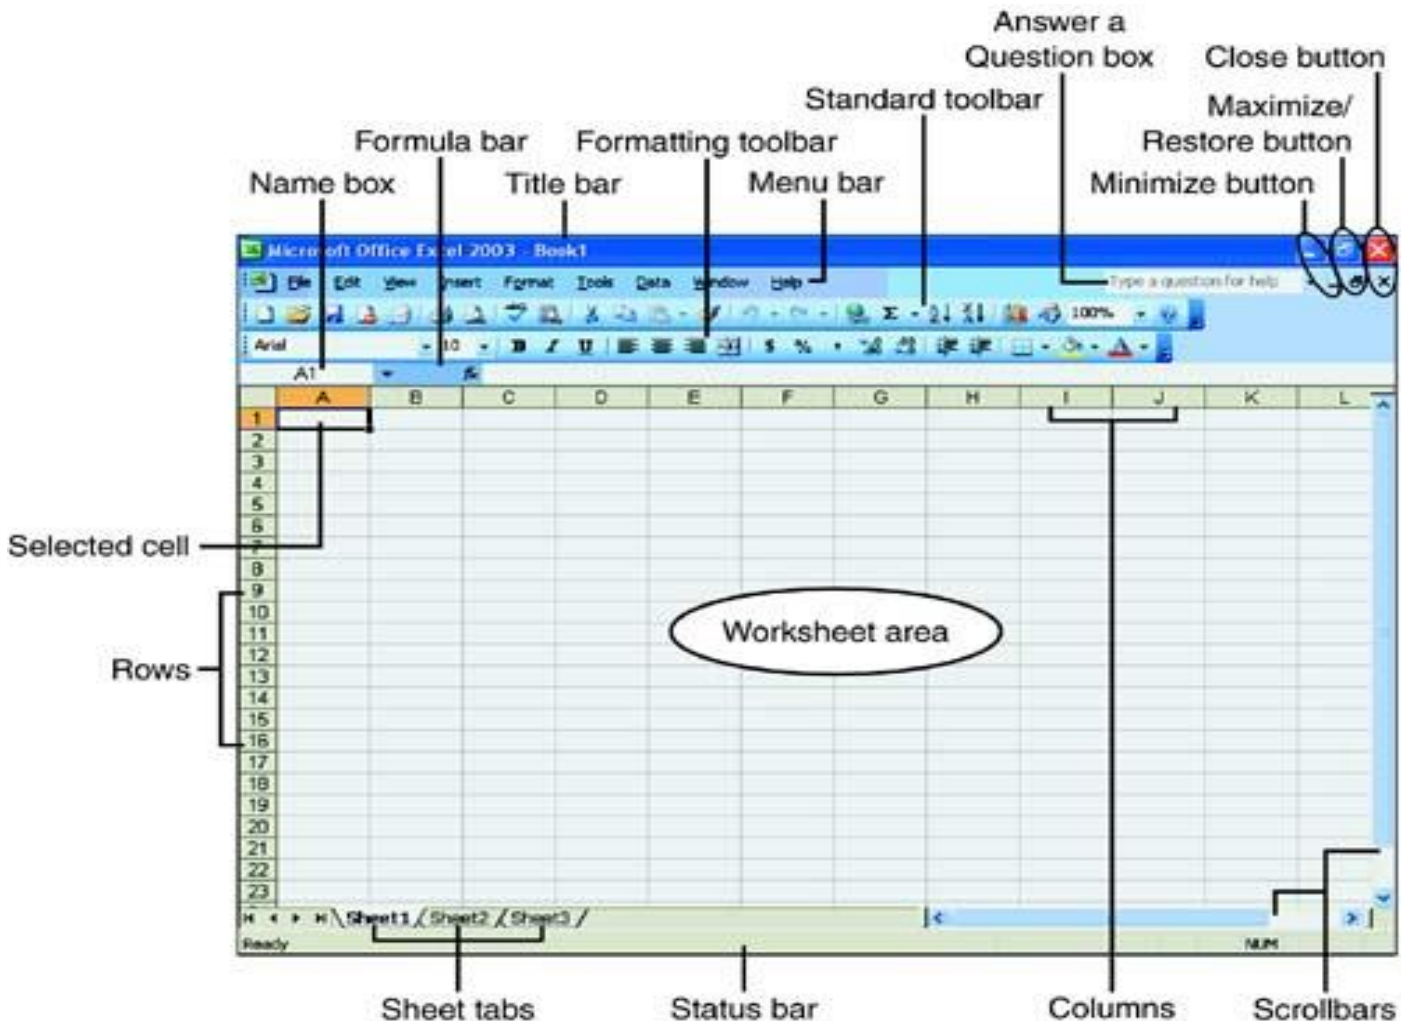 Answer a
Question box
Close button
Standard toolbar
Maximize/
Restore button
Formula bar
Formatting toolbar
Name box
Title bar
Menu bar
Minimize button
Microsoft Office Excel 2003 - Book1
File Edit View Insert Format Tools Data Window Help
Type a question for help
100%
Arial 10 B I U $ % ,
A1 fx
A B C D E F G H I J K L
1
2
3
4
5
6
7
Selected cell
8
9
10
11
Worksheet area
12
13
Rows
14
15
16
17
18
19
20
21
22
23
Sheet1 Sheet2 Sheet3
Ready NUM
Sheet tabs
Status bar
Columns
Scrollbars